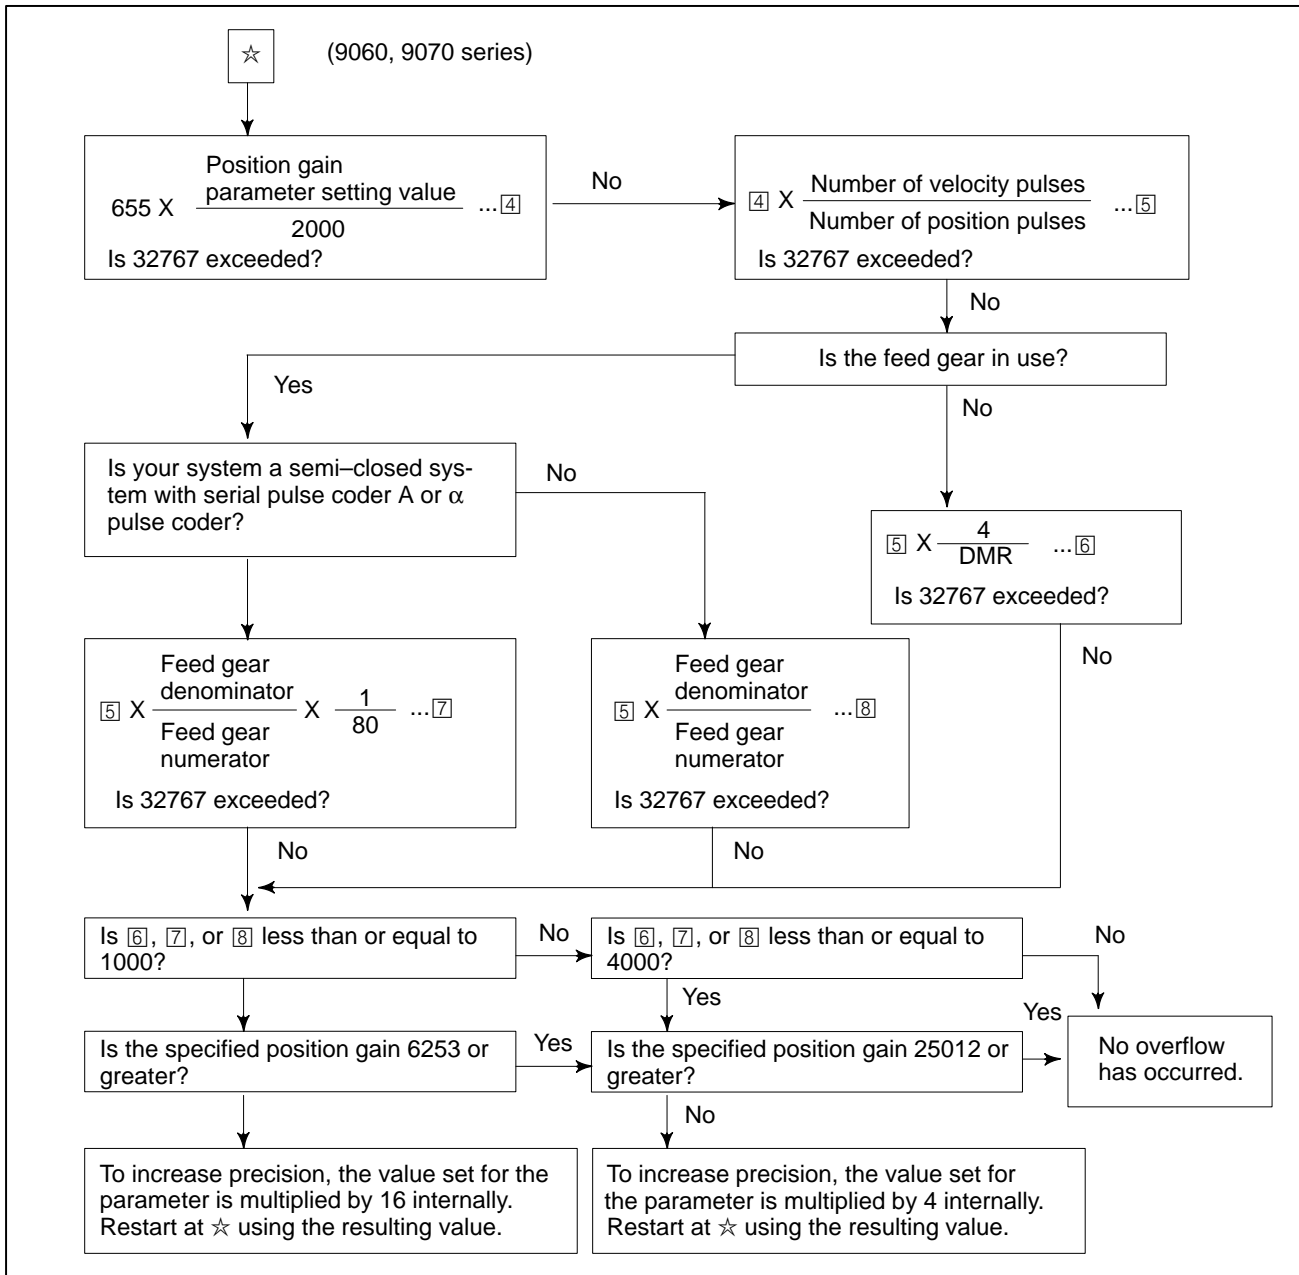 ☆ (9060, 9070 series)
Position gain
655 X parameter setting value ...4
2000
Is 32767 exceeded?
No
4 X Number of velocity pulses ...5
Number of position pulses
Is 32767 exceeded?
No
Is the feed gear in use?
Yes
No
Is your system a semi–closed sys-
tem with serial pulse coder A or α
pulse coder?
No
5 X 4 ...6
DMR
Is 32767 exceeded?
No
Feed gear
denominator
5 X X 1 ...7
80
Feed gear
numerator
Is 32767 exceeded?
No
Feed gear
denominator
5 X ...8
Feed gear
numerator
Is 32767 exceeded?
No
Is 6, 7, or 8 less than or equal to
1000?
No
Is 6, 7, or 8 less than or equal to
4000?
No
Yes
Is the specified position gain 6253 or
greater?
Yes
Is the specified position gain 25012 or
greater?
Yes
No overflow
has occurred.
No
To increase precision, the value set for the
parameter is multiplied by 16 internally.
Restart at ☆ using the resulting value.
To increase precision, the value set for
the parameter is multiplied by 4 internally.
Restart at ☆ using the resulting value.